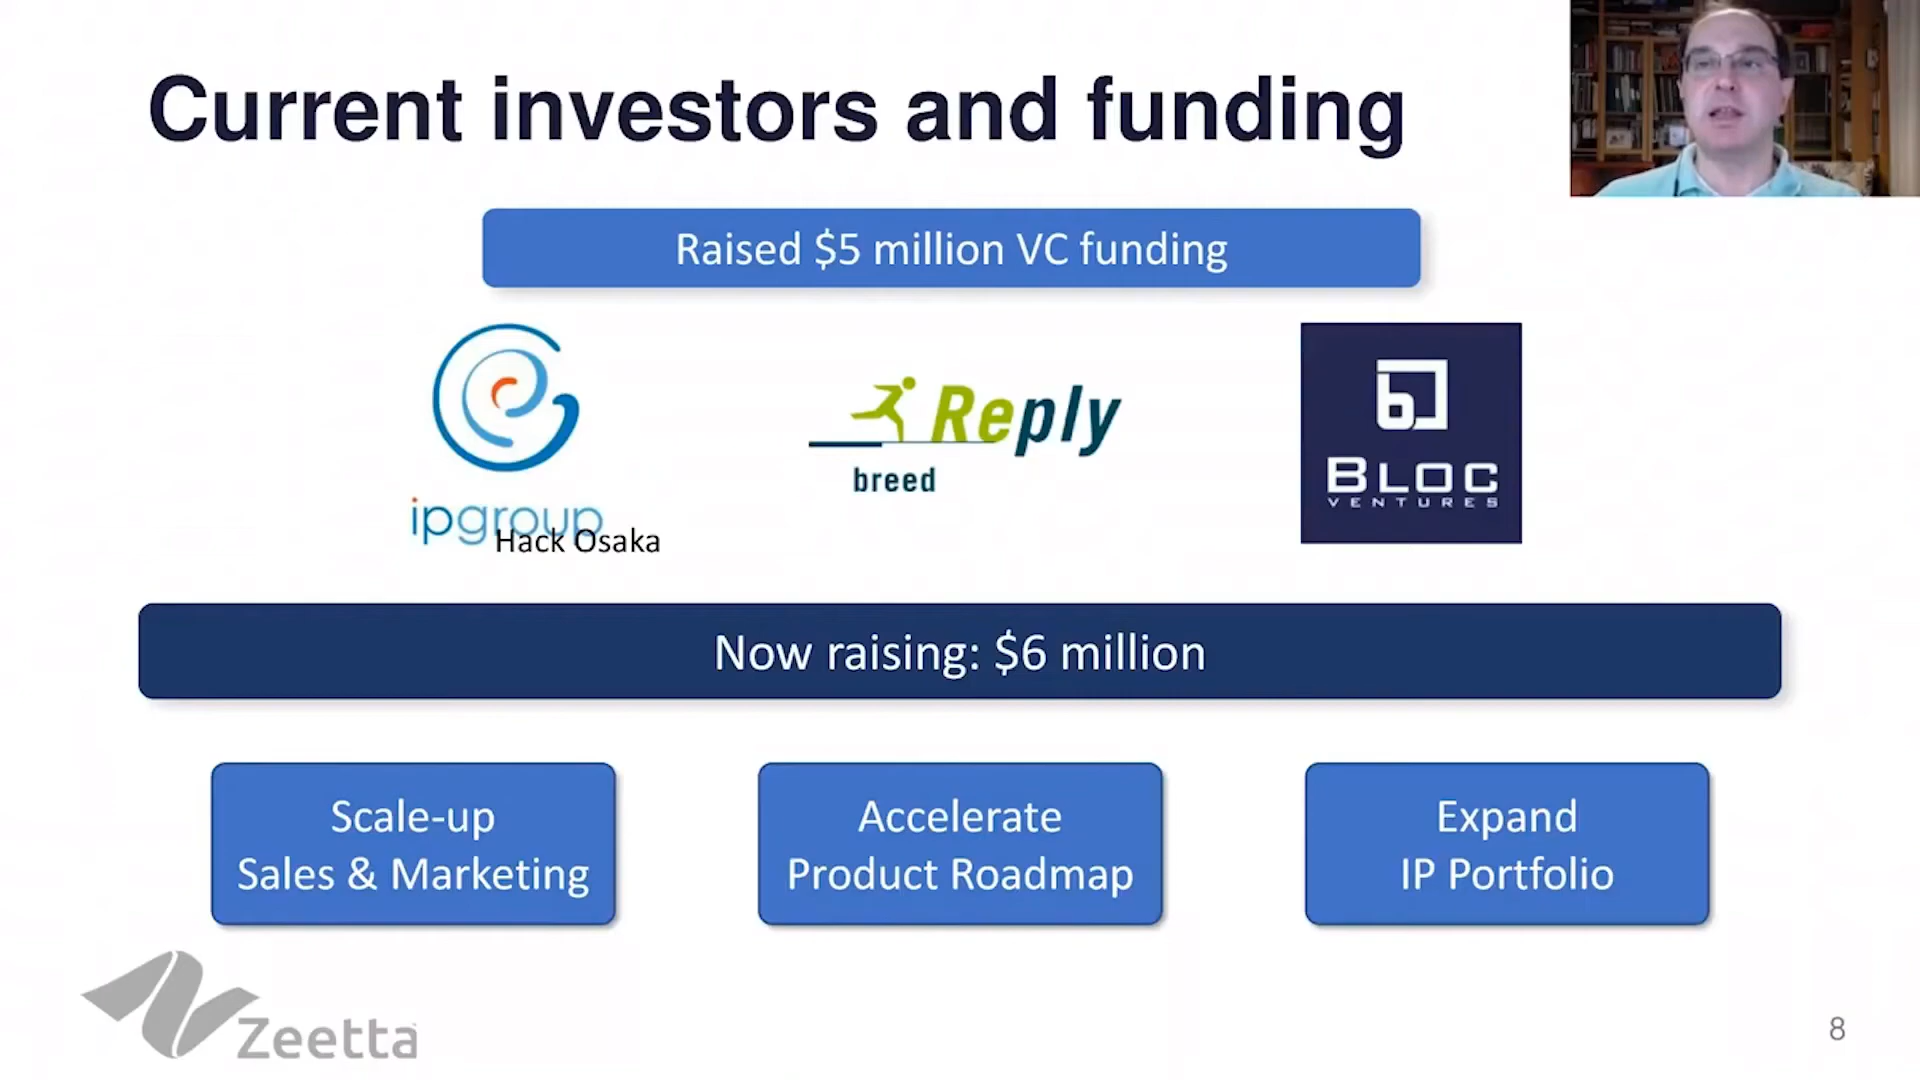 Current investors and funding
Raised $5 million VC funding
ipgroup
Hack Osaka
Reply
breed
BLOC
VENTURES
Now raising: $6 million
Scale-up
Sales & Marketing
Accelerate
Product Roadmap
Expand
IP Portfolio
Zeetta
8